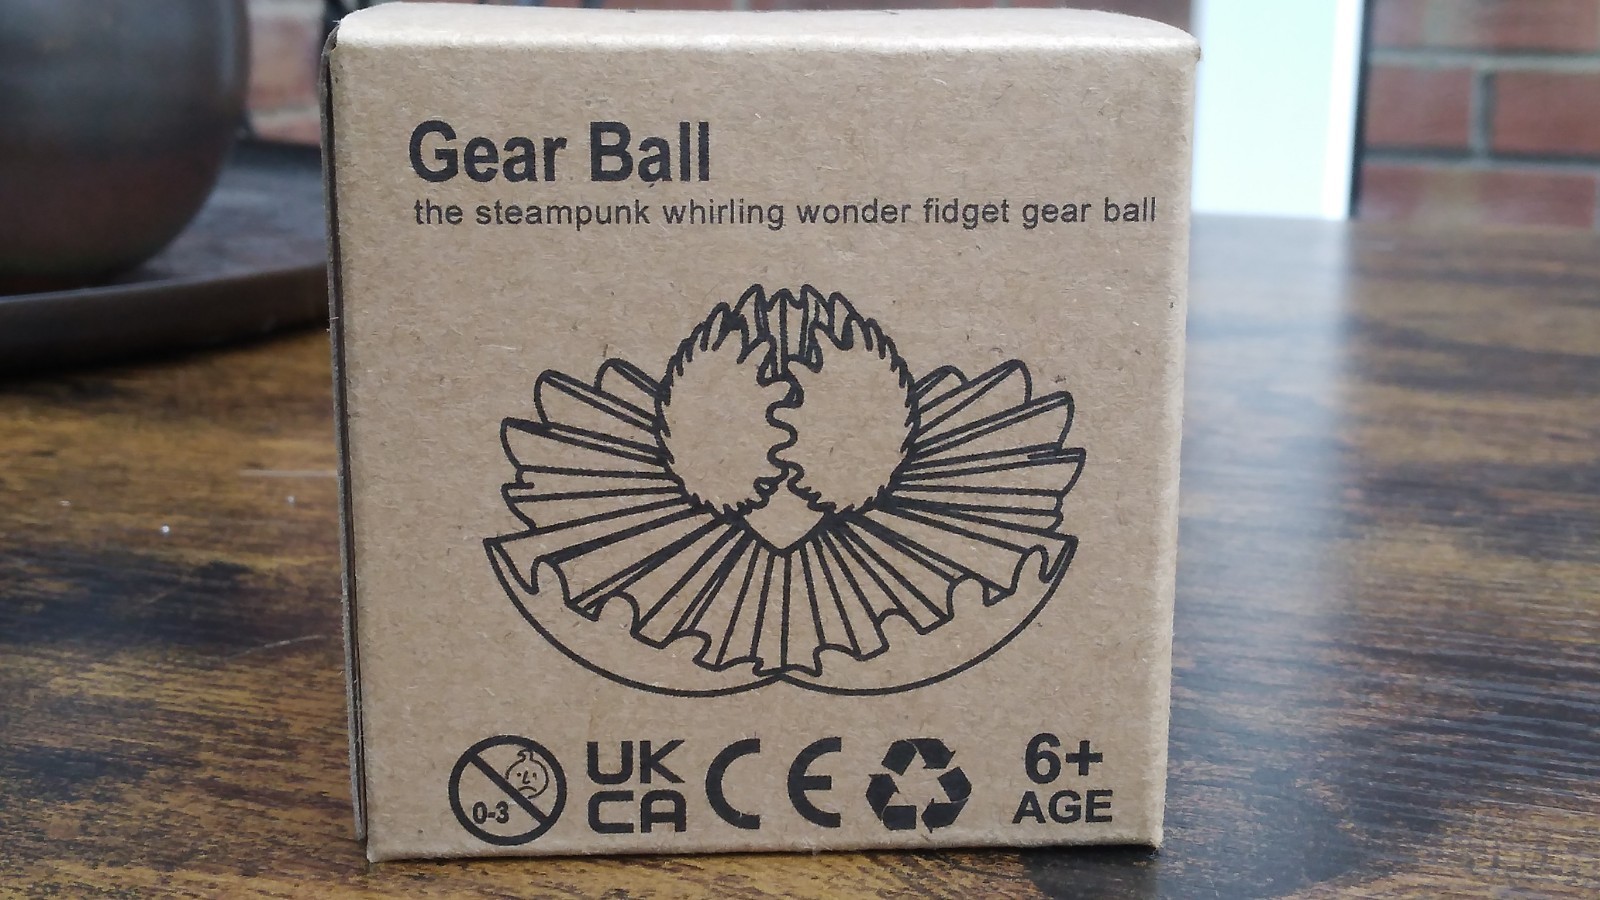 Gear Ball
the steampunk whirling wonder fidget gear ball
0-3
UK
CA
CE
6+
AGE